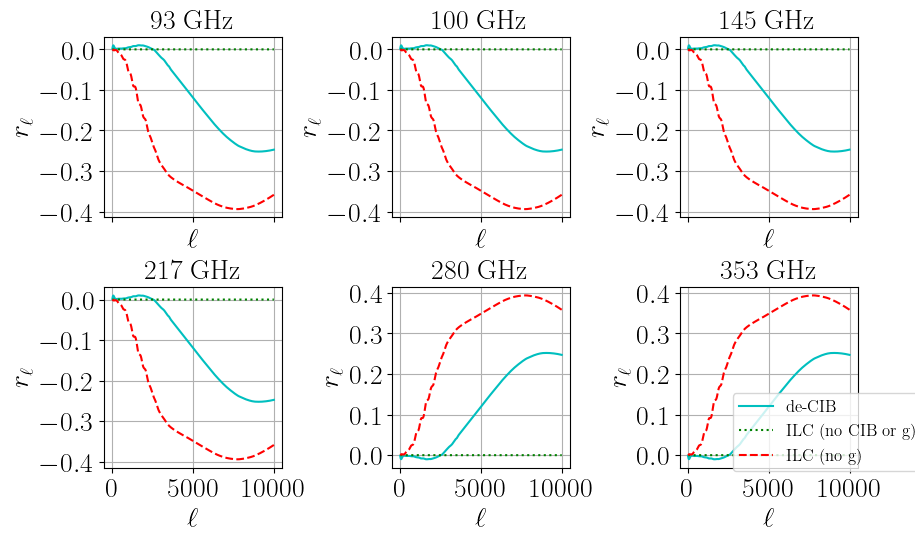 93 GHz
100 GHz
145 GHz
0.0
−0.1
−0.2
−0.3
−0.4
r_ℓ
ℓ
0.0
−0.1
−0.2
−0.3
−0.4
r_ℓ
ℓ
0.0
−0.1
−0.2
−0.3
−0.4
r_ℓ
ℓ
217 GHz
280 GHz
353 GHz
0.0
−0.1
−0.2
−0.3
−0.4
r_ℓ
0 5000 10000
ℓ
0.4
0.3
0.2
0.1
0.0
r_ℓ
0 5000 10000
ℓ
0.4
0.3
0.2
0.1
0.0
r_ℓ
0 5000 10000
ℓ
de-CIB
ILC (no CIB or g)
ILC (no g)